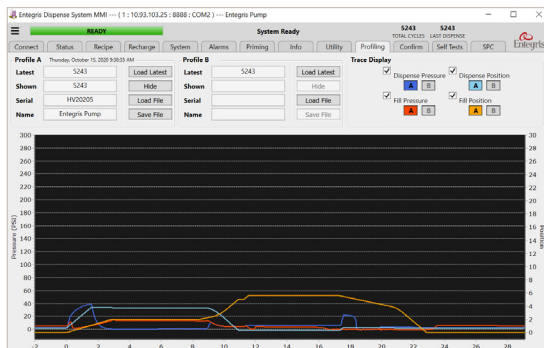 Entegris Dispense System MMI --- ( 1 : 10.93.103.25 : 8888 : COM2 ) --- Entegris Pump
READY System Ready 5243 5243
TOTAL CYCLES LAST DISPENSE
Connect Status Recipe Recharge System Alarms Priming Info Utility Profiling Confirm Self Tests SPC Entegris
Profile A Thursday, October 15, 2020 9:36:35 AM Profile B Trace Display
Latest 5243 Load Latest Latest 5243 Load Latest Dispense Pressure Dispense Position
Shown 5243 Hide Shown Hide A B A B
Serial HV20205 Load File Serial Load File Fill Pressure Fill Position
Name Entegris Pump Save File Name Save File A B A B
300 30
280 28
260 26
240 24
220 22
200 20
180 18
160 16
140 14
120 12
100 10
80 8
60 6
40 4
20 2
0 0
Pressure (PSI)
Position
-2 0 2 4 6 8 10 12 14 16 18 20 22 24 26 28